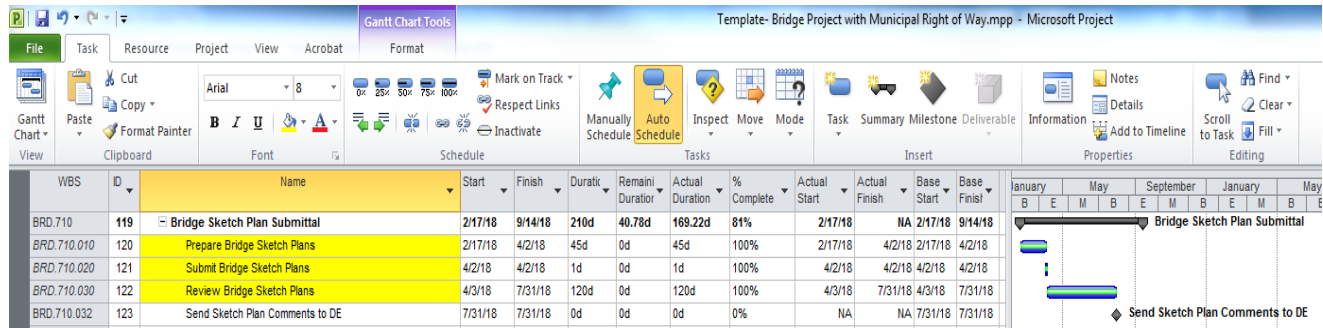 Gantt Chart Tools
Template- Bridge Project with Municipal Right of Way.mpp - Microsoft Project
File Task Resource Project View Acrobat Format
Gantt Chart
View
Paste
Cut
Copy
Format Painter
Clipboard
Arial 8
B I U A
Font
0% 25% 50% 75% 100%
Mark on Track
Respect Links
Inactivate
Schedule
Manually Schedule
Auto Schedule
Inspect Move Mode
Tasks
Task Summary Milestone Deliverable
Insert
Information
Notes
Details
Add to Timeline
Properties
Scroll to Task
Find
Clear
Fill
Editing
WBS ID Name Start Finish Duratic Remaini Duration Actual Duration % Complete Actual Start Actual Finish Base Start Base Finish
January May September January May
B E M B E M B E M B E
BRD.710 119 Bridge Sketch Plan Submittal 2/17/18 9/14/18 210d 40.78d 169.22d 81% 2/17/18 NA 2/17/18 9/14/18 Bridge Sketch Plan Submittal
BRD.710.010 120 Prepare Bridge Sketch Plans 2/17/18 4/2/18 45d 0d 45d 100% 2/17/18 4/2/18 2/17/18 4/2/18
BRD.710.020 121 Submit Bridge Sketch Plans 4/2/18 4/2/18 1d 0d 1d 100% 4/2/18 4/2/18 4/2/18 4/2/18
BRD.710.030 122 Review Bridge Sketch Plans 4/3/18 7/31/18 120d 0d 120d 100% 4/3/18 7/31/18 4/3/18 7/31/18
BRD.710.032 123 Send Sketch Plan Comments to DE 7/31/18 7/31/18 0d 0d 0d 0% NA NA 7/31/18 7/31/18 Send Sketch Plan Comments to DE